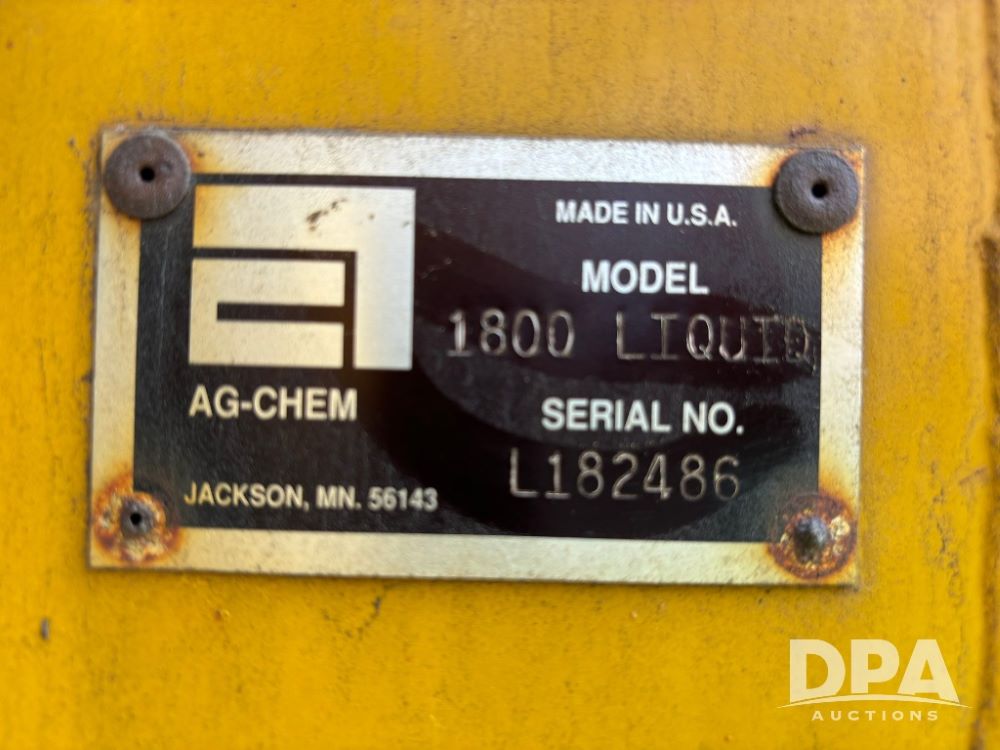 MADE IN U.S.A.
MODEL
1800 LIQUID
AG-CHEM
SERIAL NO.
L182486
JACKSON, MN. 56143
DPA
AUCTIONS